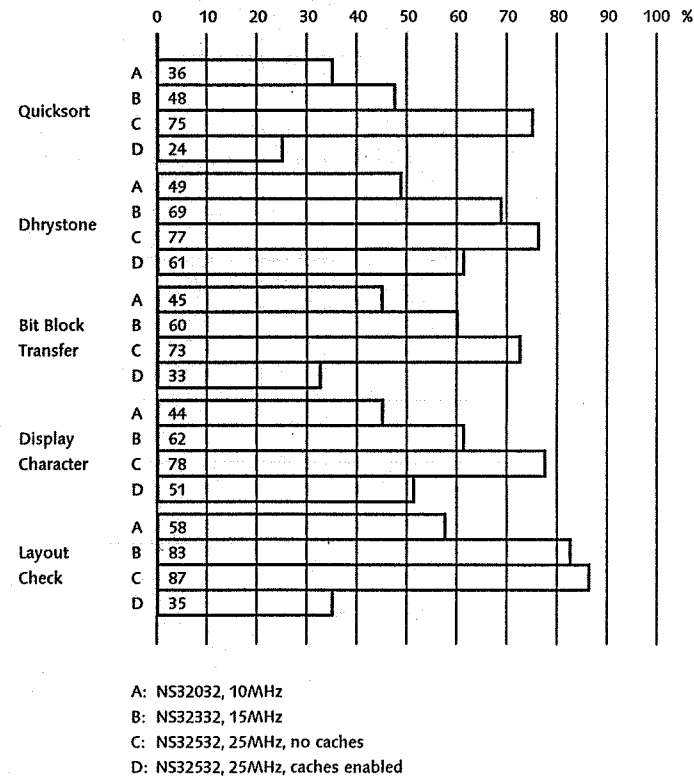 0 10 20 30 40 50 60 70 80 90 100 %
Quicksort
A 36
B 48
C 75
D 24
Dhrystone
A 49
B 69
C 77
D 61
Bit Block
Transfer
A 45
B 60
C 73
D 33
Display
Character
A 44
B 62
C 78
D 51
Layout
Check
A 58
B 83
C 87
D 35
A: NS32032, 10MHz
B: NS32332, 15MHz
C: NS32532, 25MHz, no caches
D: NS32532, 25MHz, caches enabled